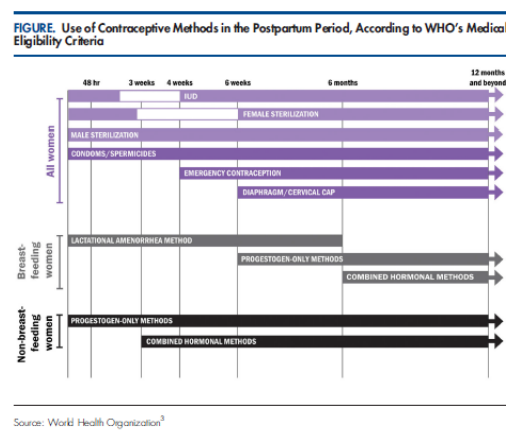 FIGURE. Use of Contraceptive Methods in the Postpartum Period, According to WHO's Medical
Eligibility Criteria
12 months
48 hr 3 weeks 4 weeks 6 weeks 6 months and beyond
All women
IUD
FEMALE STERILIZATION
MALE STERILIZATION
CONDOMS/SPERMICIDES
EMERGENCY CONTRACEPTION
DIAPHRAGM/CERVICAL CAP
Breast-
feeding
women
LACTATIONAL AMENORRHEA METHOD
PROGESTOGEN-ONLY METHODS
COMBINED HORMONAL METHODS
Non-breast-
feeding
women
PROGESTOGEN-ONLY METHODS
COMBINED HORMONAL METHODS
Source: World Health Organization3